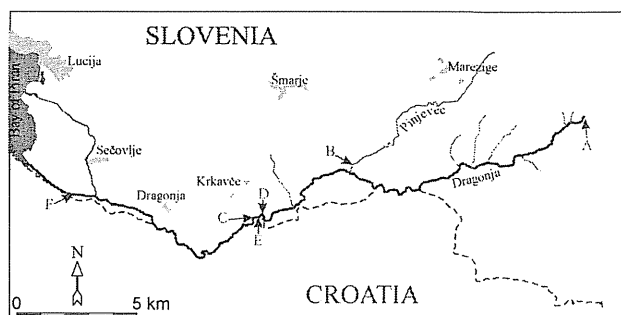 SLOVENIA
Lucija
Bay of Piran
Šmarje
Marezige
Pinjevec
A
B
Sečovlje
Dragonja
Krkavče
D
Dragonja
F
C
E
N
CROATIA
0 5 km